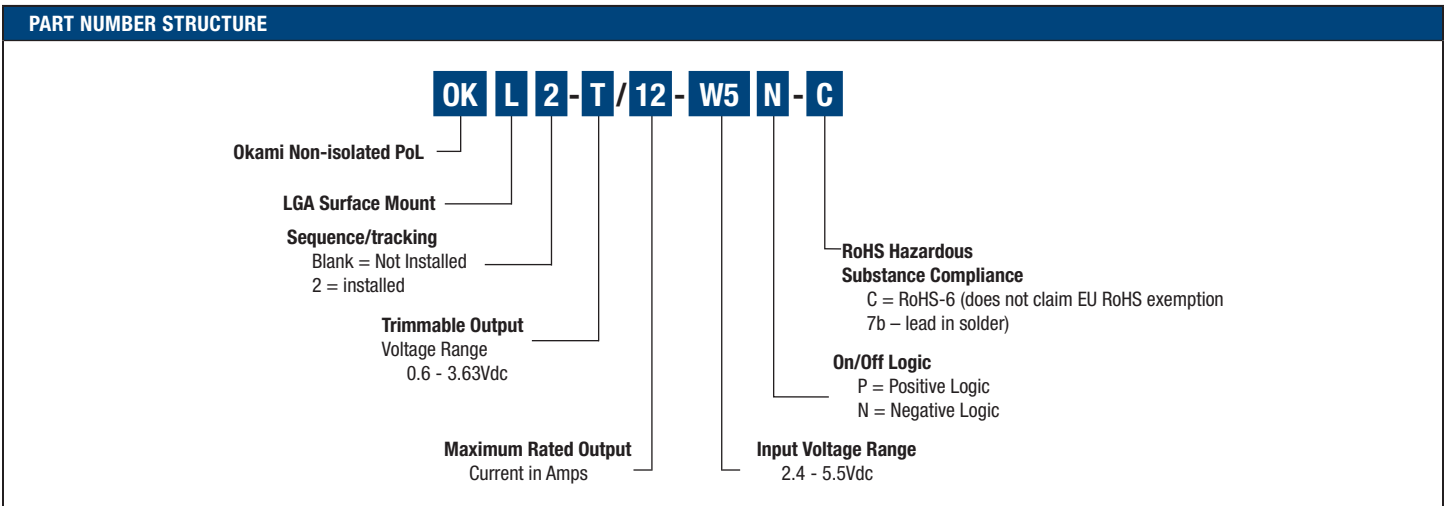 PART NUMBER STRUCTURE
OK L 2 - T / 12 - W5 N - C
Okami Non-isolated PoL
LGA Surface Mount
Sequence/tracking
Blank = Not Installed
2 = installed
Trimmable Output
Voltage Range
0.6 - 3.63Vdc
Maximum Rated Output
Current in Amps
RoHS Hazardous
Substance Compliance
C = RoHS-6 (does not claim EU RoHS exemption
7b – lead in solder)
On/Off Logic
P = Positive Logic
N = Negative Logic
Input Voltage Range
2.4 - 5.5Vdc